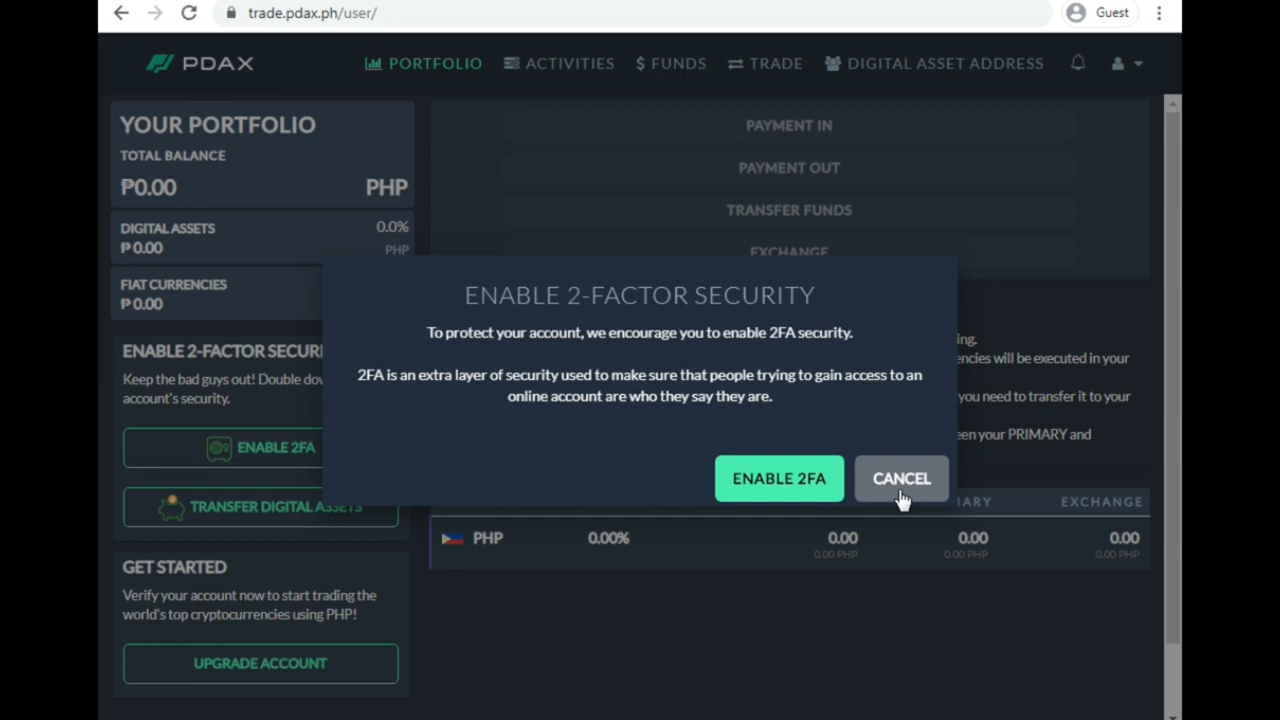 trade.pdax.ph/user/
Guest
PDAX
PORTFOLIO
ACTIVITIES
$ FUNDS
TRADE
DIGITAL ASSET ADDRESS
YOUR PORTFOLIO
TOTAL BALANCE
₱0.00 PHP
DIGITAL ASSETS 0.0%
₱ 0.00 PHP
FIAT CURRENCIES
₱ 0.00
PAYMENT IN
PAYMENT OUT
TRANSFER FUNDS
EXCHANGE
ENABLE 2-FACTOR SECURITY
To protect your account, we encourage you to enable 2FA security.
2FA is an extra layer of security used to make sure that people trying to gain access to an
online account are who they say they are.
ENABLE 2FA
CANCEL
ENABLE 2-FACTOR SECURI
Keep the bad guys out! Double
account's security.
ENABLE 2FA
TRANSFER DIGITAL ASSETS
ing.
encies will be executed in your
you need to transfer it to your
een your PRIMARY and
EXCHANGE
PHP 0.00% 0.00 0.00 0.00
0.00 PHP 0.00 PHP 0.00 PHP
GET STARTED
Verify your account now to start trading the
world's top cryptocurrencies using PHP!
UPGRADE ACCOUNT